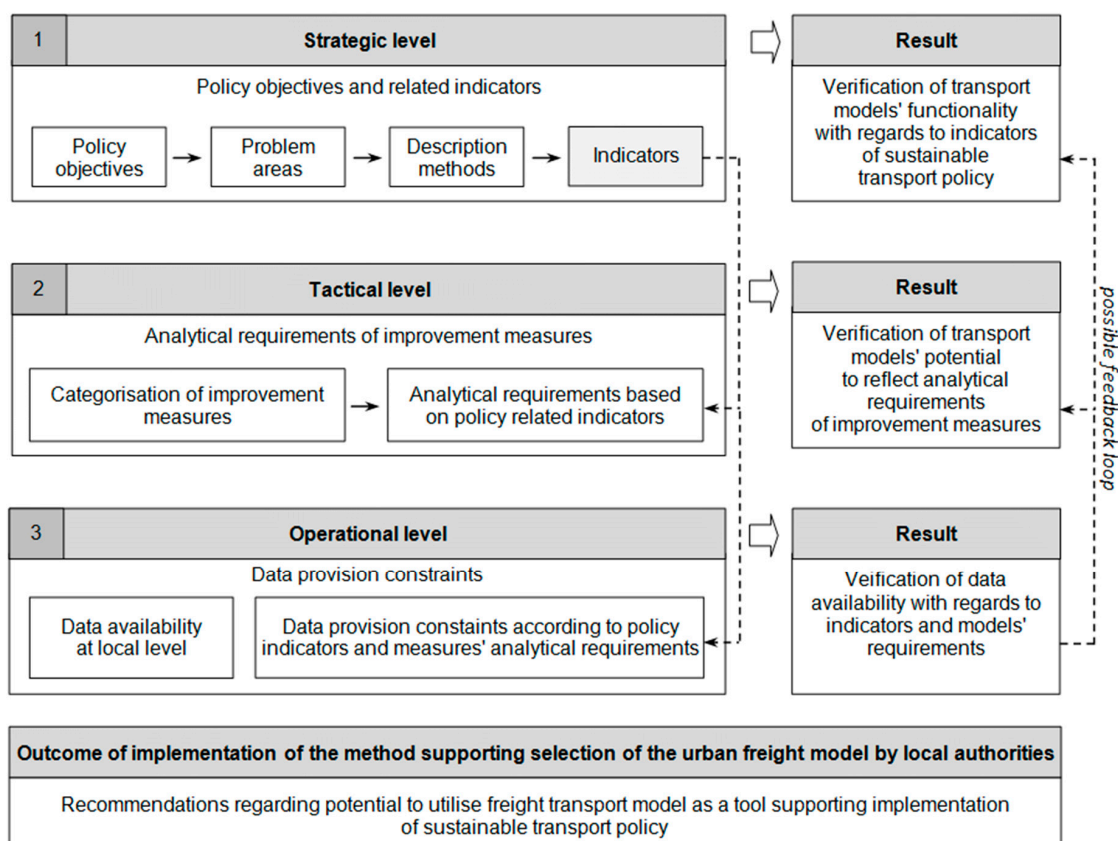 1
Strategic level
Policy objectives and related indicators
Policy
objectives
Problem
areas
Description
methods
Indicators
Result
Verification of transport
models' functionality
with regards to indicators
of sustainable
transport policy
2
Tactical level
Analytical requirements of improvement measures
Categorisation of improvement
measures
Analytical requirements based
on policy related indicators
Result
Verification of transport
models' potential
to reflect analytical
requirements
of improvement measures
possible feedback loop
3
Operational level
Data provision constraints
Data availability
at local level
Data provision constaints according to policy
indicators and measures' analytical requirements
Result
Veification of data
availability with regards to
indicators and models'
requirements
Outcome of implementation of the method supporting selection of the urban freight model by local authorities
Recommendations regarding potential to utilise freight transport model as a tool supporting implementation
of sustainable transport policy